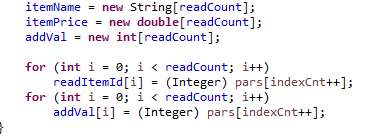 itemName = new String[readCount];
itemPrice = new double[readCount];
addVal = new int[readCount];
for (int i = 0; i < readCount; i++)
readItemId[i] = (Integer) pars[indexCnt++];
for (int i = 0; i < readCount; i++)
addVal[i] = (Integer) pars[indexCnt++];
}